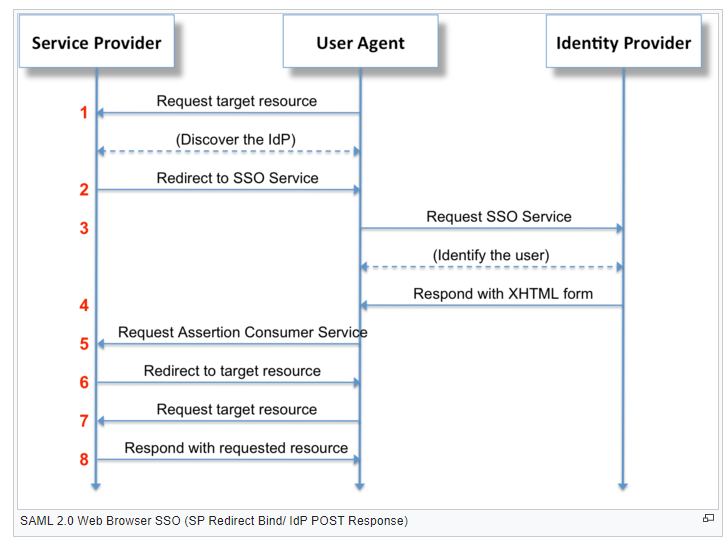 Service Provider
User Agent
Identity Provider
1
Request target resource
(Discover the IdP)
2
Redirect to SSO Service
3
Request SSO Service
(Identify the user)
4
Respond with XHTML form
5
Request Assertion Consumer Service
6
Redirect to target resource
7
Request target resource
8
Respond with requested resource
SAML 2.0 Web Browser SSO (SP Redirect Bind/ IdP POST Response)